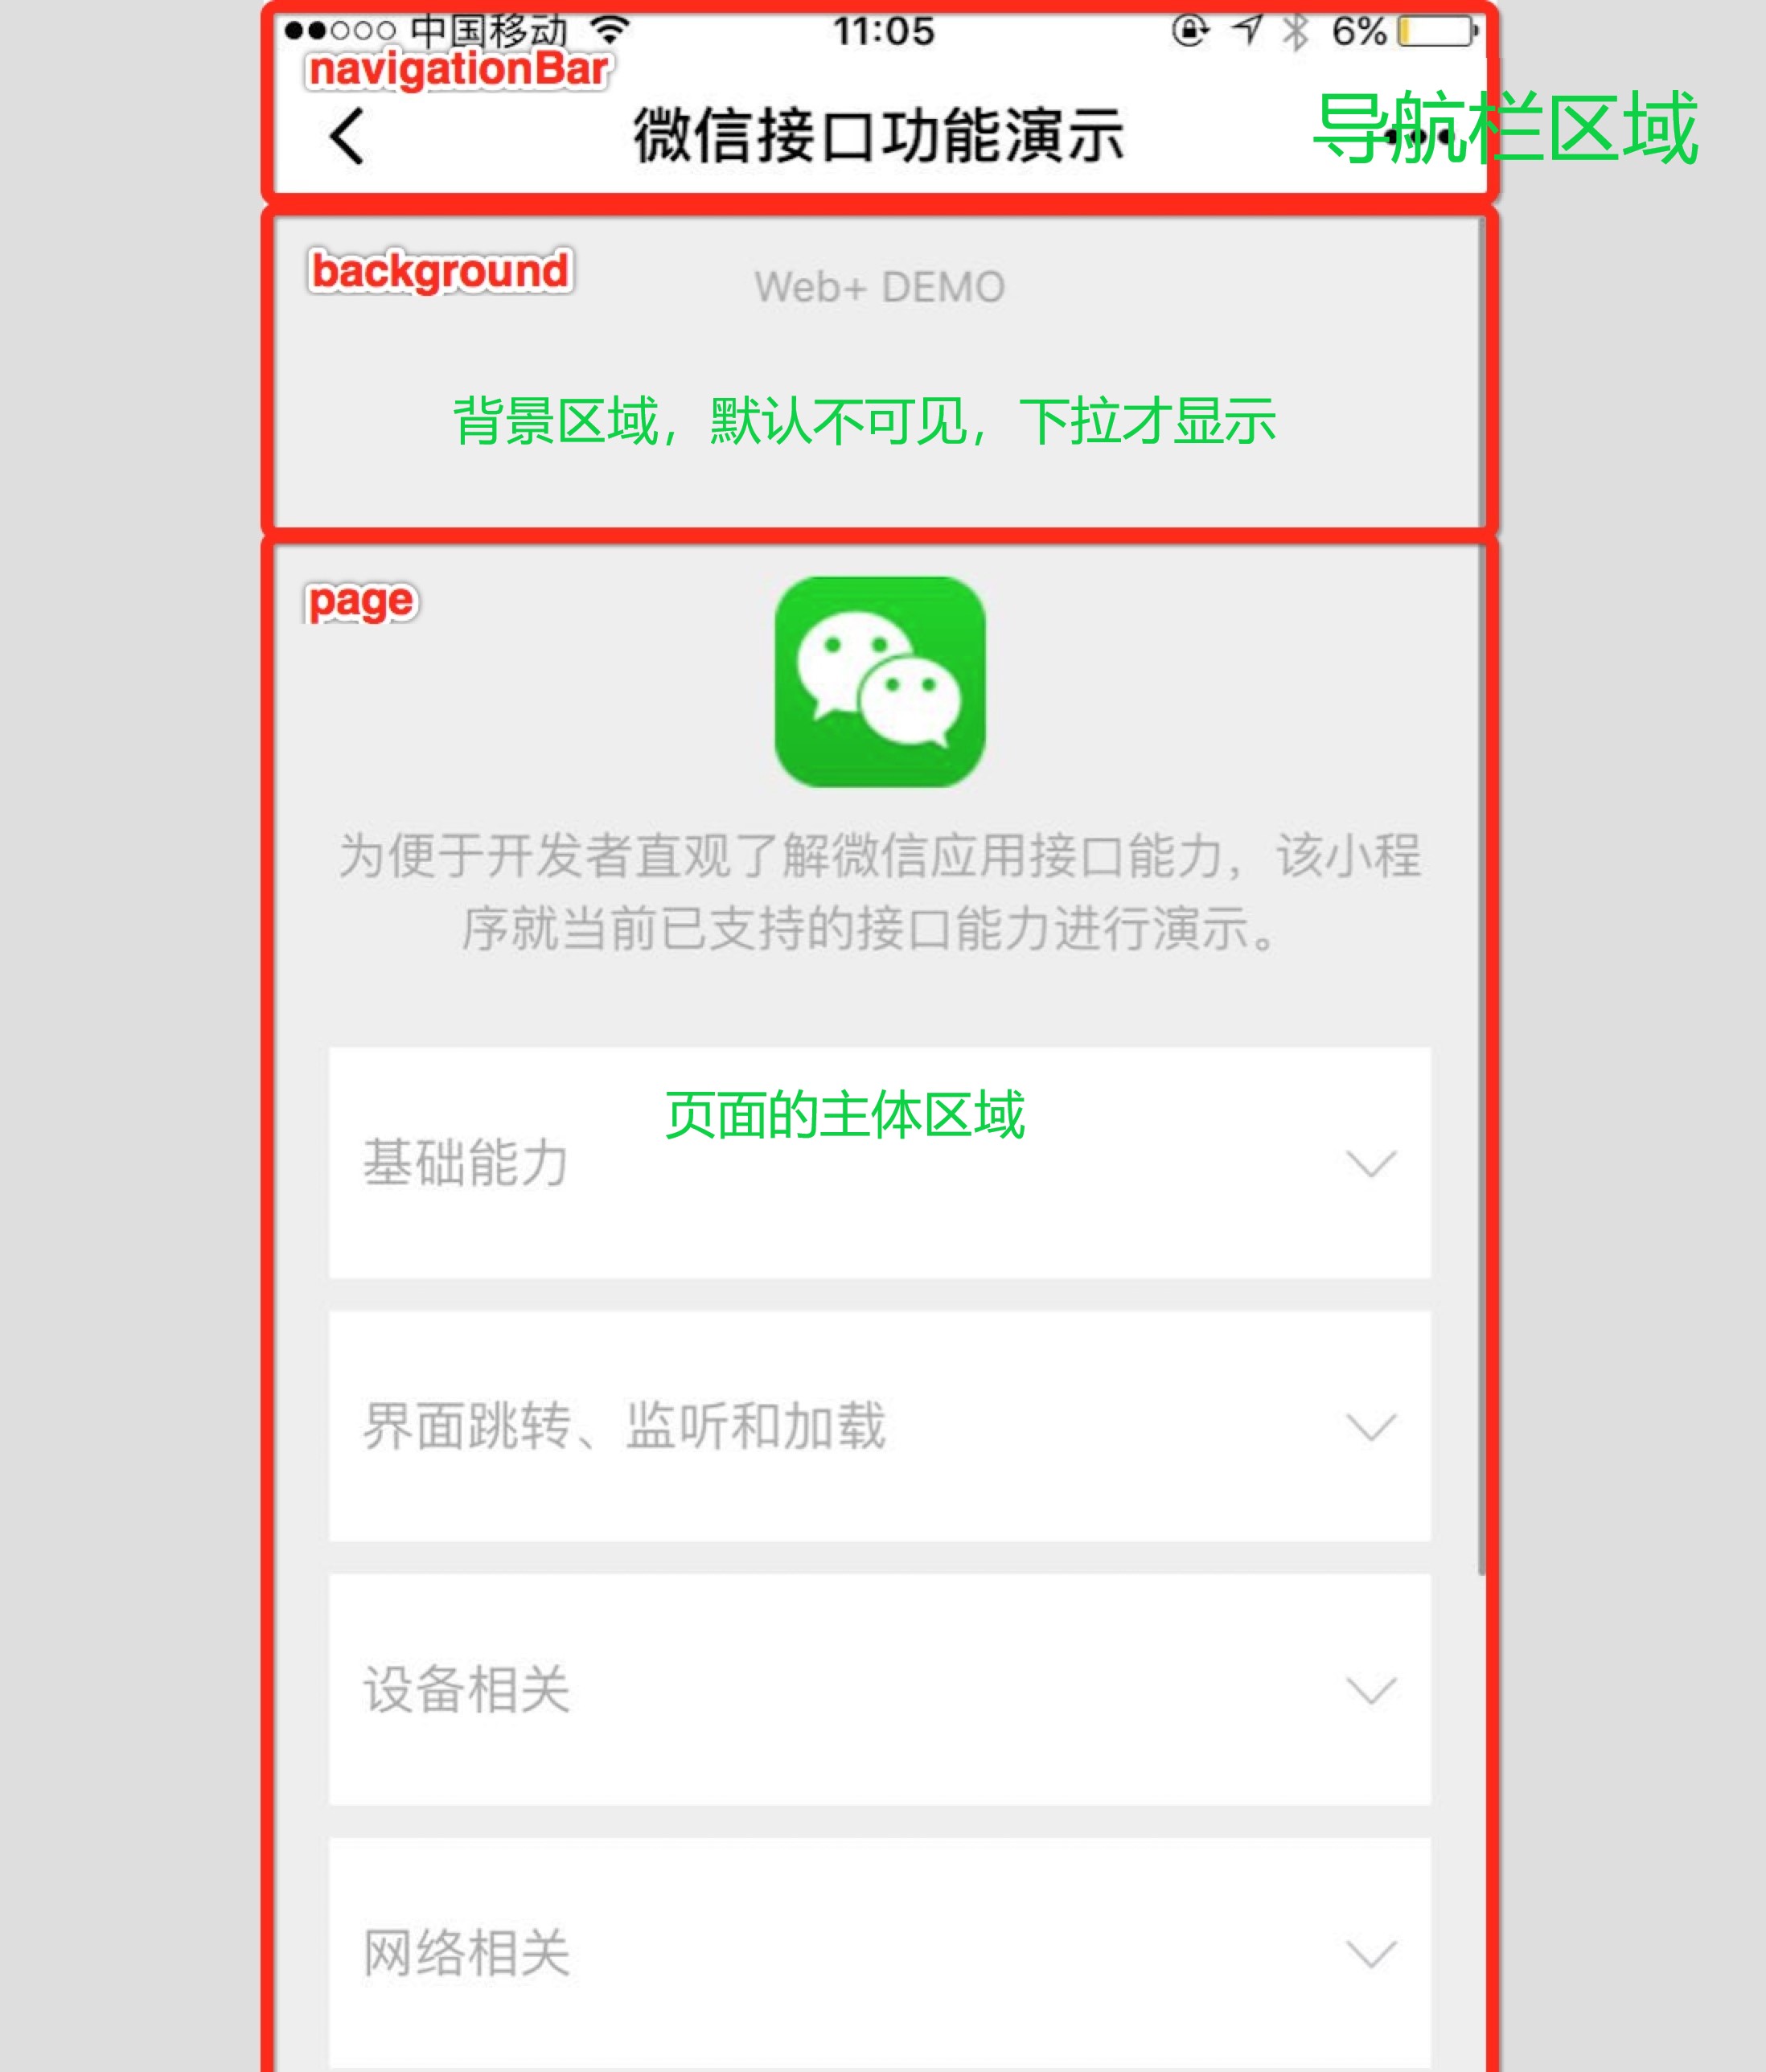 中国移动 11:05 6%
navigationBar
微信接口功能演示
导航栏区域
background
Web+ DEMO
背景区域，默认不可见，下拉才显示
page
为便于开发者直观了解微信应用接口能力，该小程
序就当前已支持的接口能力进行演示。
页面的主体区域
基础能力
界面跳转、监听和加载
设备相关
网络相关